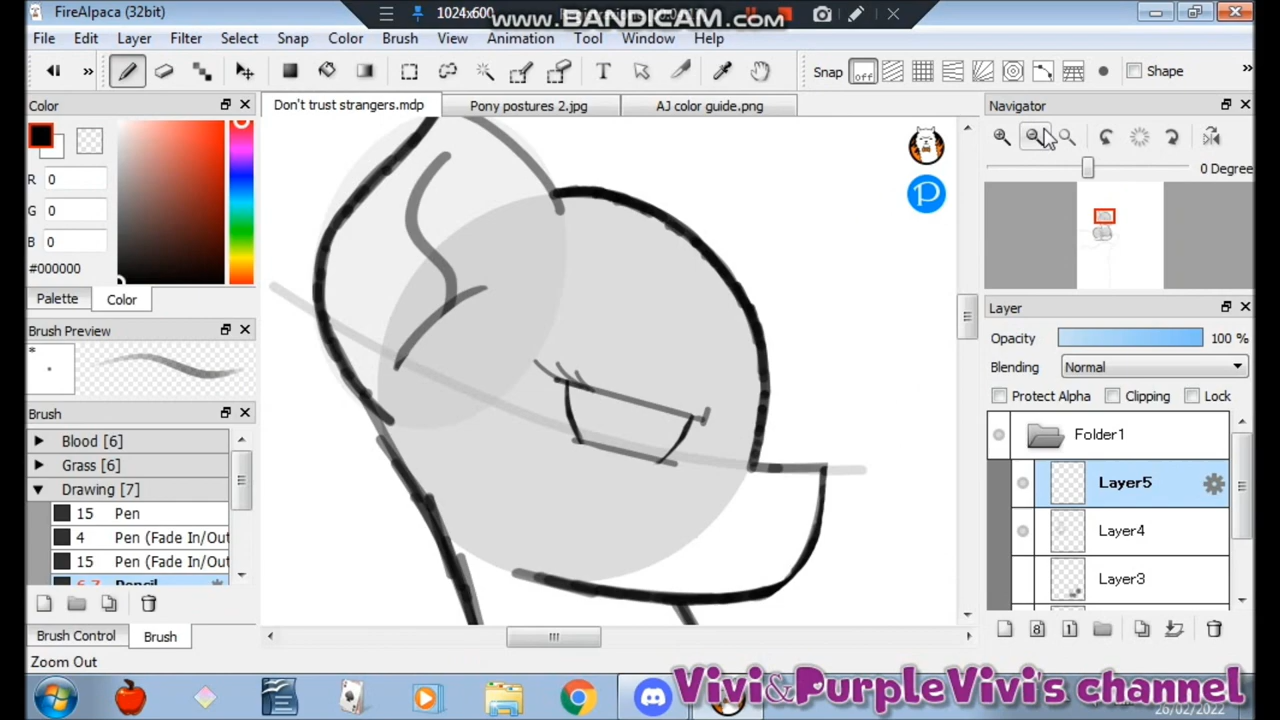 FireAlpaca (32bit)
1024x600
WWW.BANDICAM.COM
File Edit Layer Filter Select Snap Color Brush View Animation Tool Window Help
Snap off Shape
Color
Don't trust strangers.mdp Pony postures 2.jpg AJ color guide.png
Navigator
R 0
0 Degree
G 0
B 0
#000000
Palette Color
Layer
Brush Preview
Opacity 100 %
Blending Normal
Protect Alpha Clipping Lock
Brush
Blood [6]
Folder1
Grass [6]
Drawing [7]
Layer5
15 Pen
4 Pen (Fade In/Out
Layer4
15 Pen (Fade In/Out
Pencil
Layer3
Brush Control Brush
Zoom Out
Vivi&PurpleVivi's channel
26/02/2022